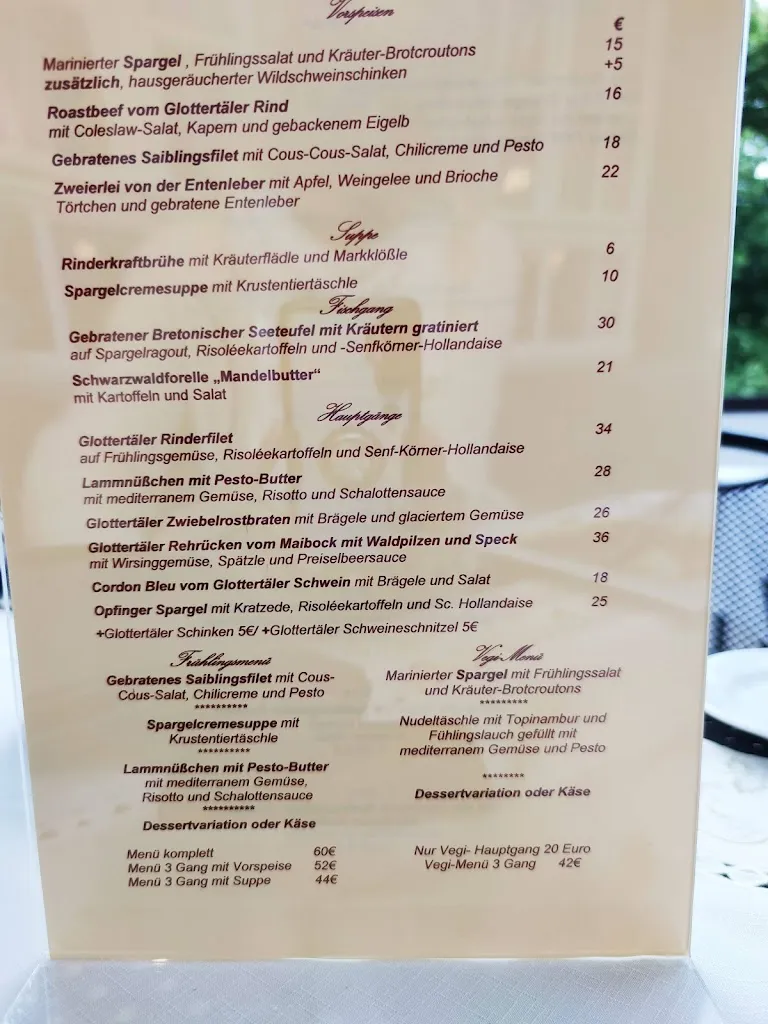 Vorspeisen
€
Marinierter Spargel , Frühlingssalat und Kräuter-Brotcroutons 15
zusätzlich, hausgeräucherter Wildschweinschinken +5
Roastbeef vom Glottertäler Rind 16
mit Coleslaw-Salat, Kapern und gebackenem Eigelb
Gebratenes Saiblingsfilet mit Cous-Cous-Salat, Chilicreme und Pesto 18
Zweierlei von der Entenleber mit Apfel, Weingelee und Brioche 22
Törtchen und gebratene Entenleber
Suppe
Rinderkraftbrühe mit Kräuterflädle und Markklößle 6
Spargelcremesuppe mit Krustentiertäschle 10
Fischgang
Gebratener Bretonischer Seeteufel mit Kräutern gratiniert 30
auf Spargelragout, Risoléekartoffeln und -Senfkörner-Hollandaise
Schwarzwaldforelle „Mandelbutter“ 21
mit Kartoffeln und Salat
Hauptgänge
Glottertäler Rinderfilet 34
auf Frühlingsgemüse, Risoléekartoffeln und Senf-Körner-Hollandaise
Lammnüßchen mit Pesto-Butter 28
mit mediterranem Gemüse, Risotto und Schalottensauce
Glottertäler Zwiebelrostbraten mit Brägele und glaciertem Gemüse 26
Glottertäler Rehrücken vom Maibock mit Waldpilzen und Speck 36
mit Wirsinggemüse, Spätzle und Preiselbeersauce
Cordon Bleu vom Glottertäler Schwein mit Brägele und Salat 18
Opfinger Spargel mit Kratzede, Risoléekartoffeln und Sc. Hollandaise 25
+Glottertäler Schinken 5€/ +Glottertäler Schweineschnitzel 5€
Frühlingsmenü
Gebratenes Saiblingsfilet mit Cous-
Cous-Salat, Chilicreme und Pesto
**********
Spargelcremesuppe mit
Krustentiertäschle
**********
Lammnüßchen mit Pesto-Butter
mit mediterranem Gemüse,
Risotto und Schalottensauce
**********
Dessertvariation oder Käse
Menü komplett 60€
Menü 3 Gang mit Vorspeise 52€
Menü 3 Gang mit Suppe 44€
Vegi Menü
Marinierter Spargel mit Frühlingssalat
und Kräuter-Brotcroutons
*********
Nudeltäschle mit Topinambur und
Fühlingslauch gefüllt mit
mediterranem Gemüse und Pesto
********
Dessertvariation oder Käse
Nur Vegi- Hauptgang 20 Euro
Vegi-Menü 3 Gang 42€